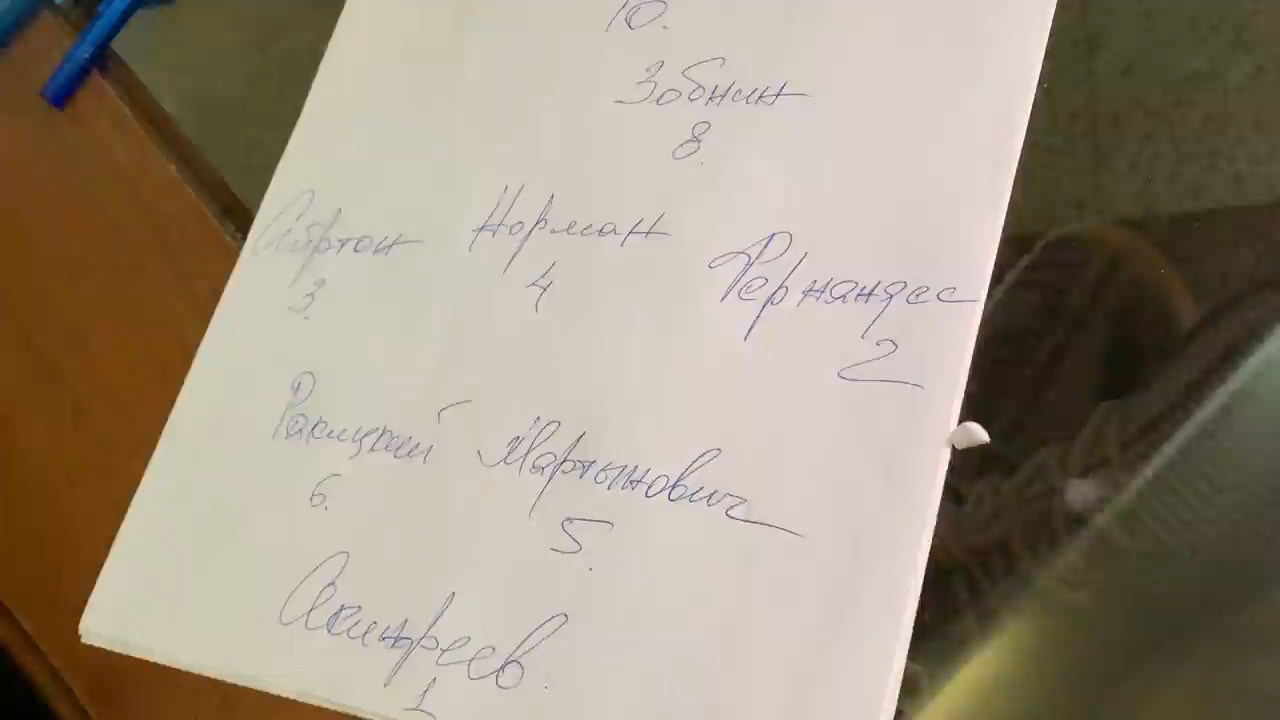 10.
Зобнин
8.
Айртон Норман Фернандес
3. 4 2
Ракицкий Мартынович
6. 5.
Акинфеев.
1